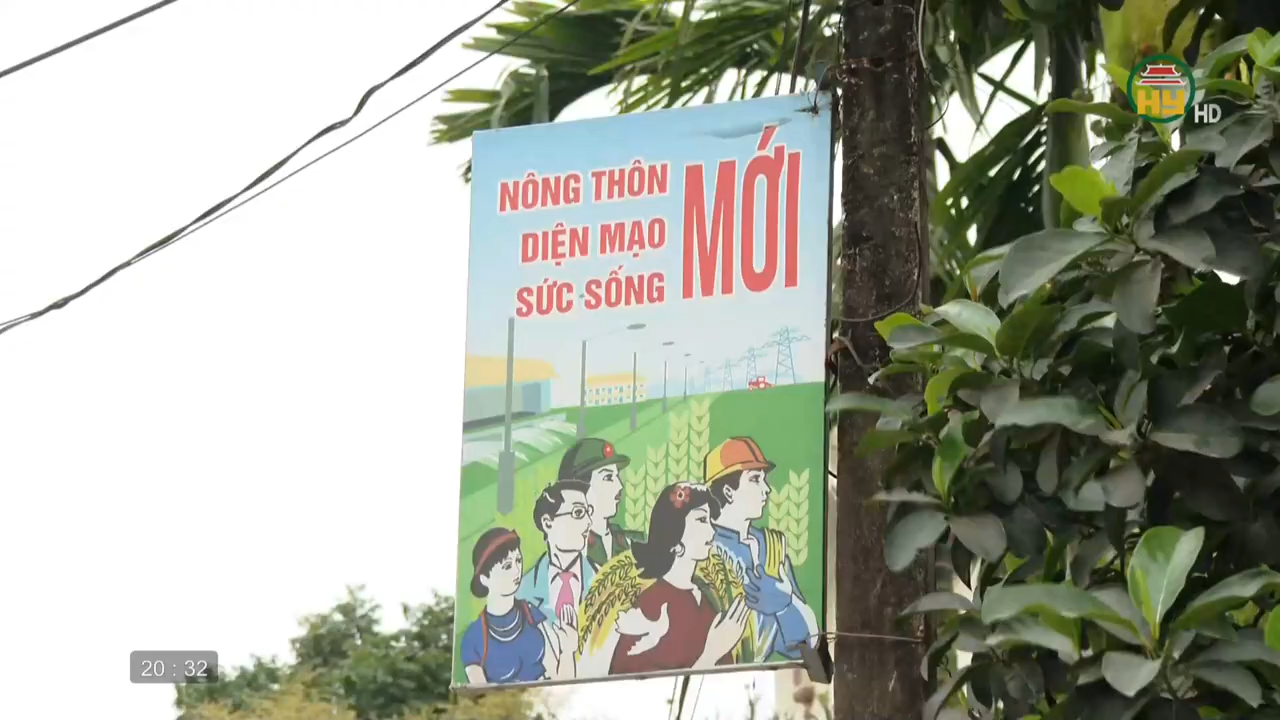 NÔNG THÔN MỚI
DIỆN MẠO
SỨC SỐNG
HY HD
20 : 32